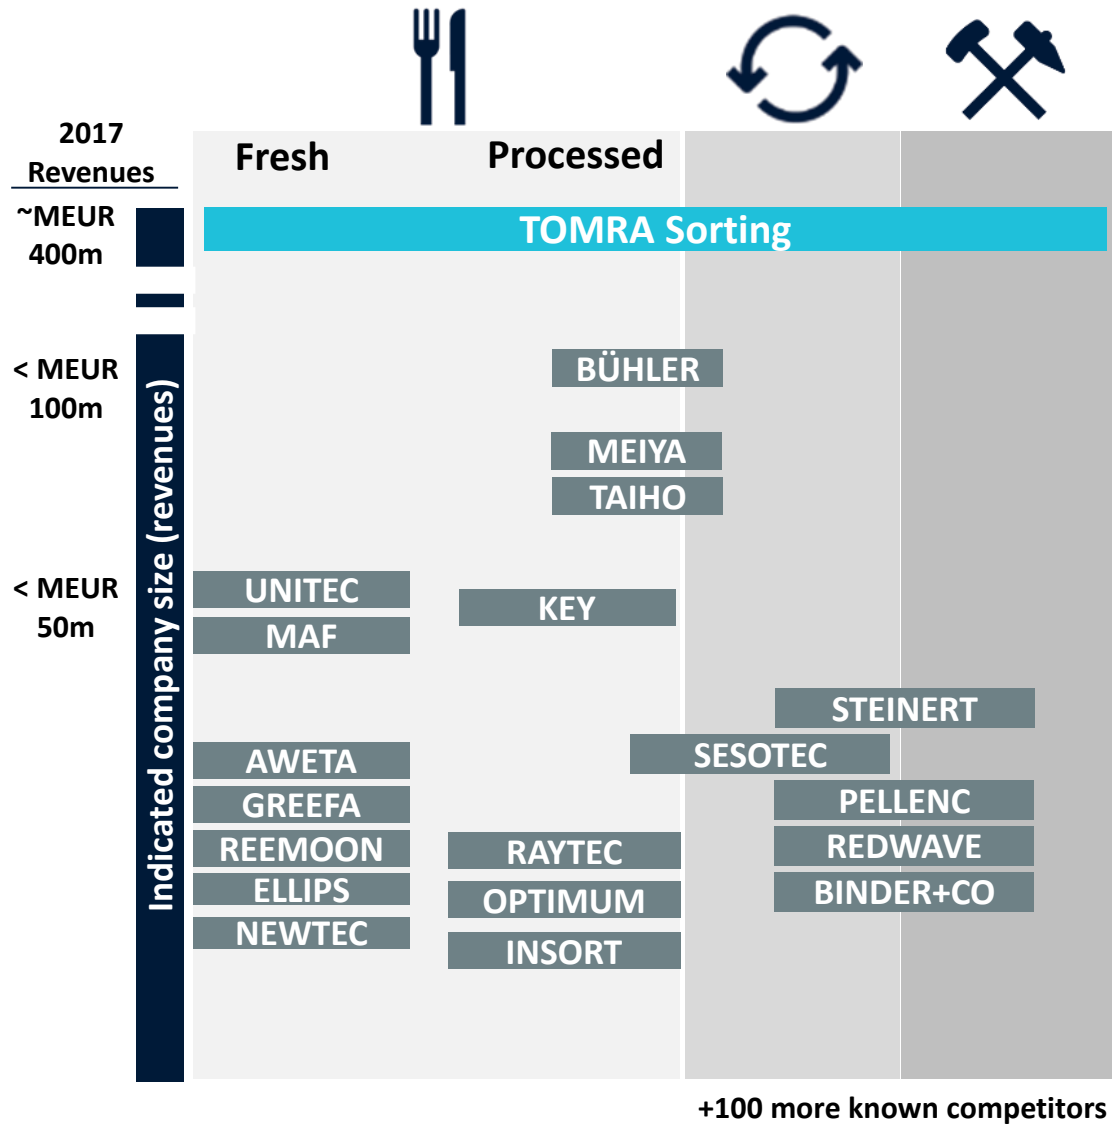 2017
Revenues
Fresh
Processed
~MEUR
400m
TOMRA Sorting
< MEUR
100m
BÜHLER
MEIYA
TAIHO
Indicated company size (revenues)
< MEUR
50m
UNITEC
KEY
MAF
STEINERT
SESOTEC
AWETA
PELLENC
GREEFA
REDWAVE
REEMOON
RAYTEC
ELLIPS
BINDER+CO
OPTIMUM
NEWTEC
INSORT
+100 more known competitors